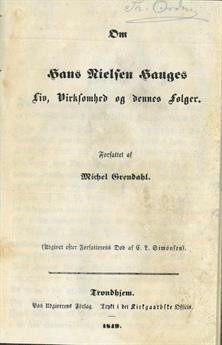 Om
Hans Nielsen Hauges
Liv, Virksomhed og dennes Følger.
Forfattet af
Michel Grendahl.
(Udgivet efter Forfatterens Død af C. L. Simonsen).
Trondhjem.
Paa Udgiverens Forlag. Trykt i det Kirkgaardske Officin.
1849.